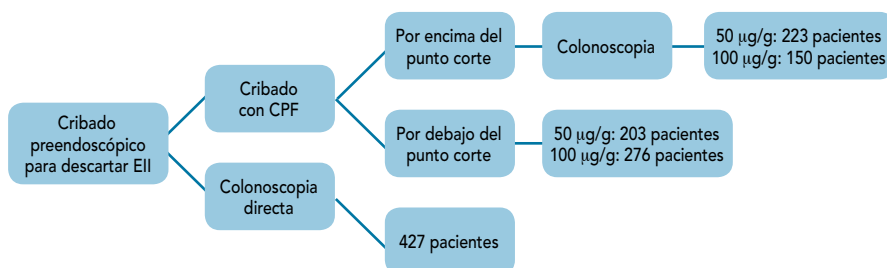 Cribado
preendoscópico
para descartar EII
Cribado
con CPF
Colonoscopia
directa
Por encima del
punto corte
Colonoscopia
50 µg/g: 223 pacientes
100 µg/g: 150 pacientes
Por debajo del
punto corte
50 µg/g: 203 pacientes
100 µg/g: 276 pacientes
427 pacientes